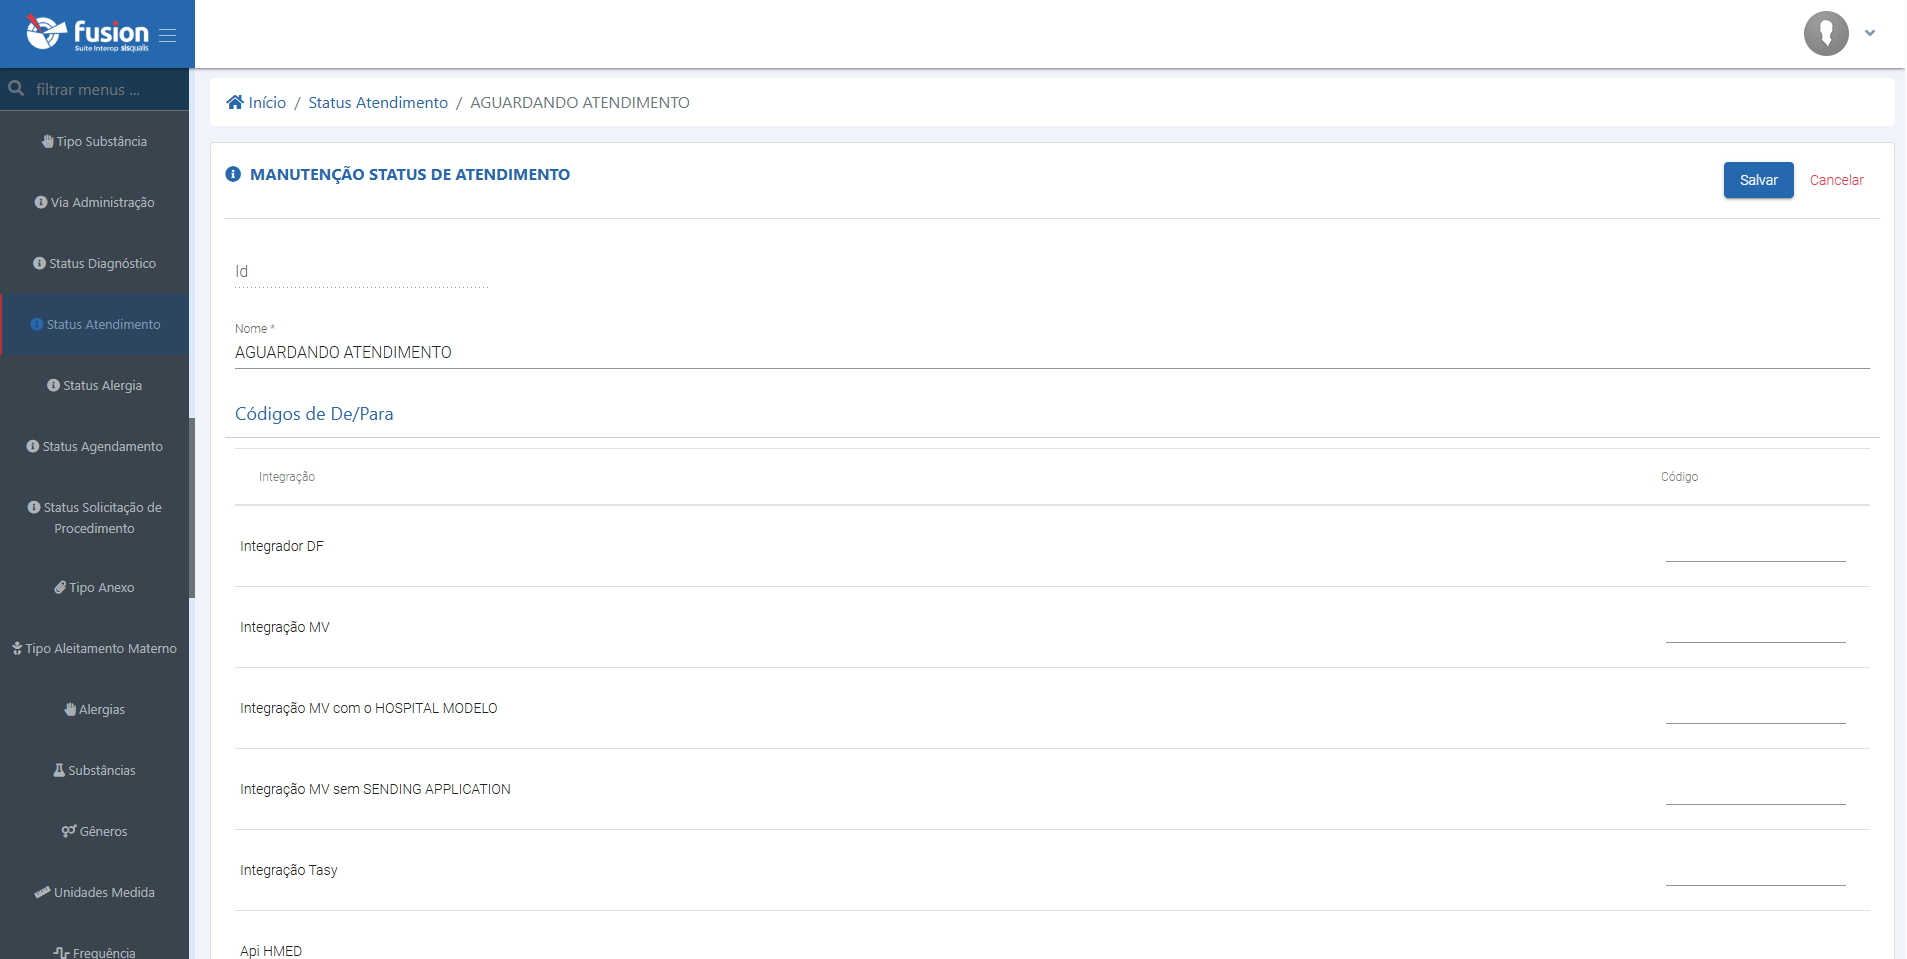 fusion
Suite Interop sisqualis
filtrar menus ...
Tipo Substância
Via Administração
Status Diagnóstico
Status Atendimento
Status Alergia
Status Agendamento
Status Solicitação de
Procedimento
Tipo Anexo
Tipo Aleitamento Materno
Alergias
Substâncias
Gêneros
Unidades Medida
Frequência
Início / Status Atendimento / AGUARDANDO ATENDIMENTO
MANUTENÇÃO STATUS DE ATENDIMENTO
Salvar
Cancelar
Id
Nome *
AGUARDANDO ATENDIMENTO
Códigos de De/Para
Integração Código
Integrador DF
Integração MV
Integração MV com o HOSPITAL MODELO
Integração MV sem SENDING APPLICATION
Integração Tasy
Api HMED